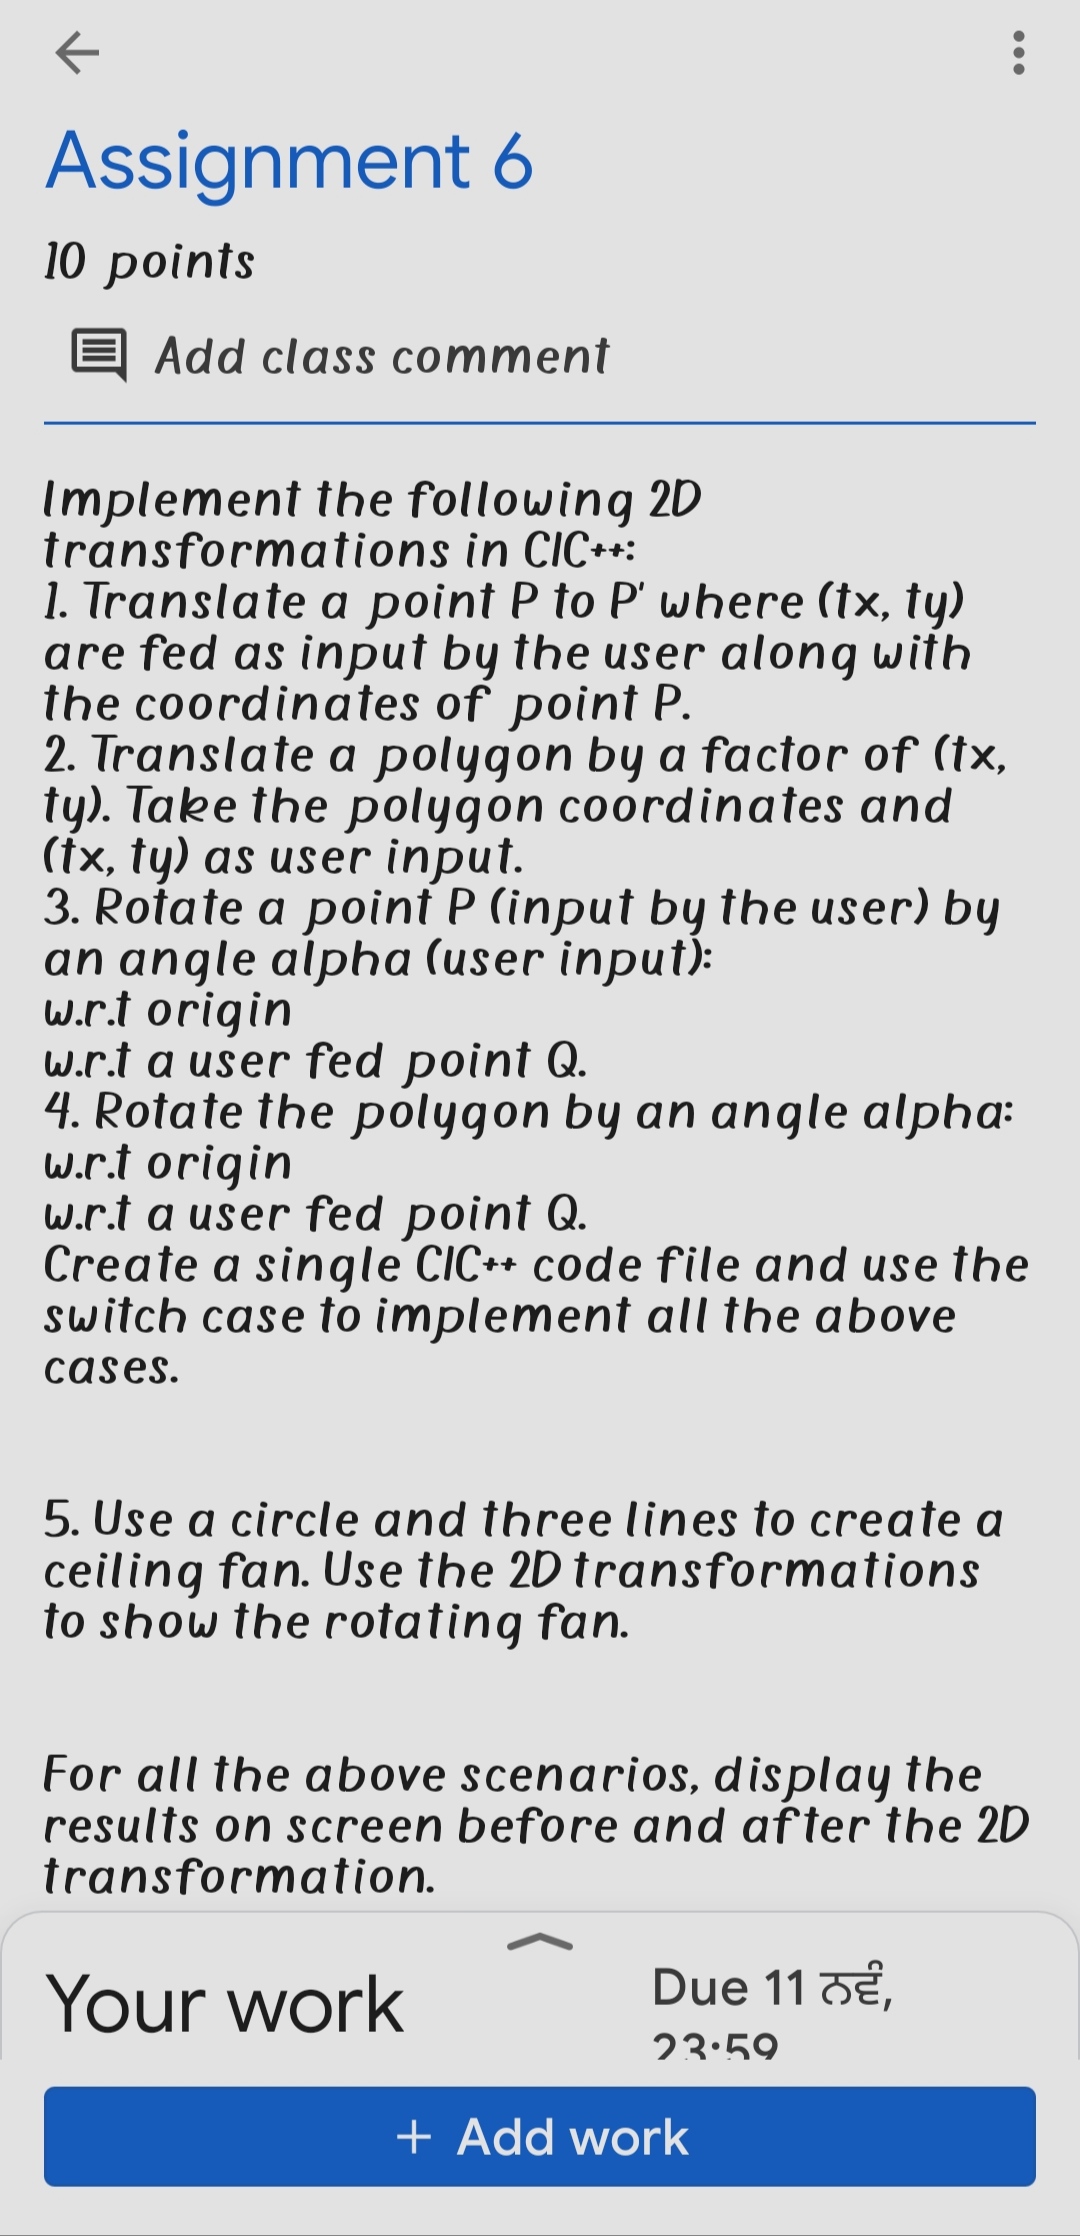 Assignment 6
10 points
Add class comment
Implement the following 2D
transformations in C|C++:
1. Translate a point P to P' where (tx, ty)
are fed as input by the user along with
the coordinates of point P.
2. Translate a polygon by a factor of (tx,
ty). Take the polygon coordinates and
(tx, ty) as user input.
3. Rotate a point P (input by the user) by
an angle alpha (user input):
w.r.t origin
w.r.t a user fed point Q.
4. Rotate the polygon by an angle alpha:
w.r.t origin
w.r.t a user fed point Q.
Create a single C|C++ code file and use the
switch case to implement all the above
cases.
5. Use a circle and three lines to create a
ceiling fan. Use the 2D transformations
to show the rotating fan.
For all the above scenarios, display the
results on screen before and after the 2D
transformation.
Your work
Due 11 ਨਵੰ,
23:59
+ Add work